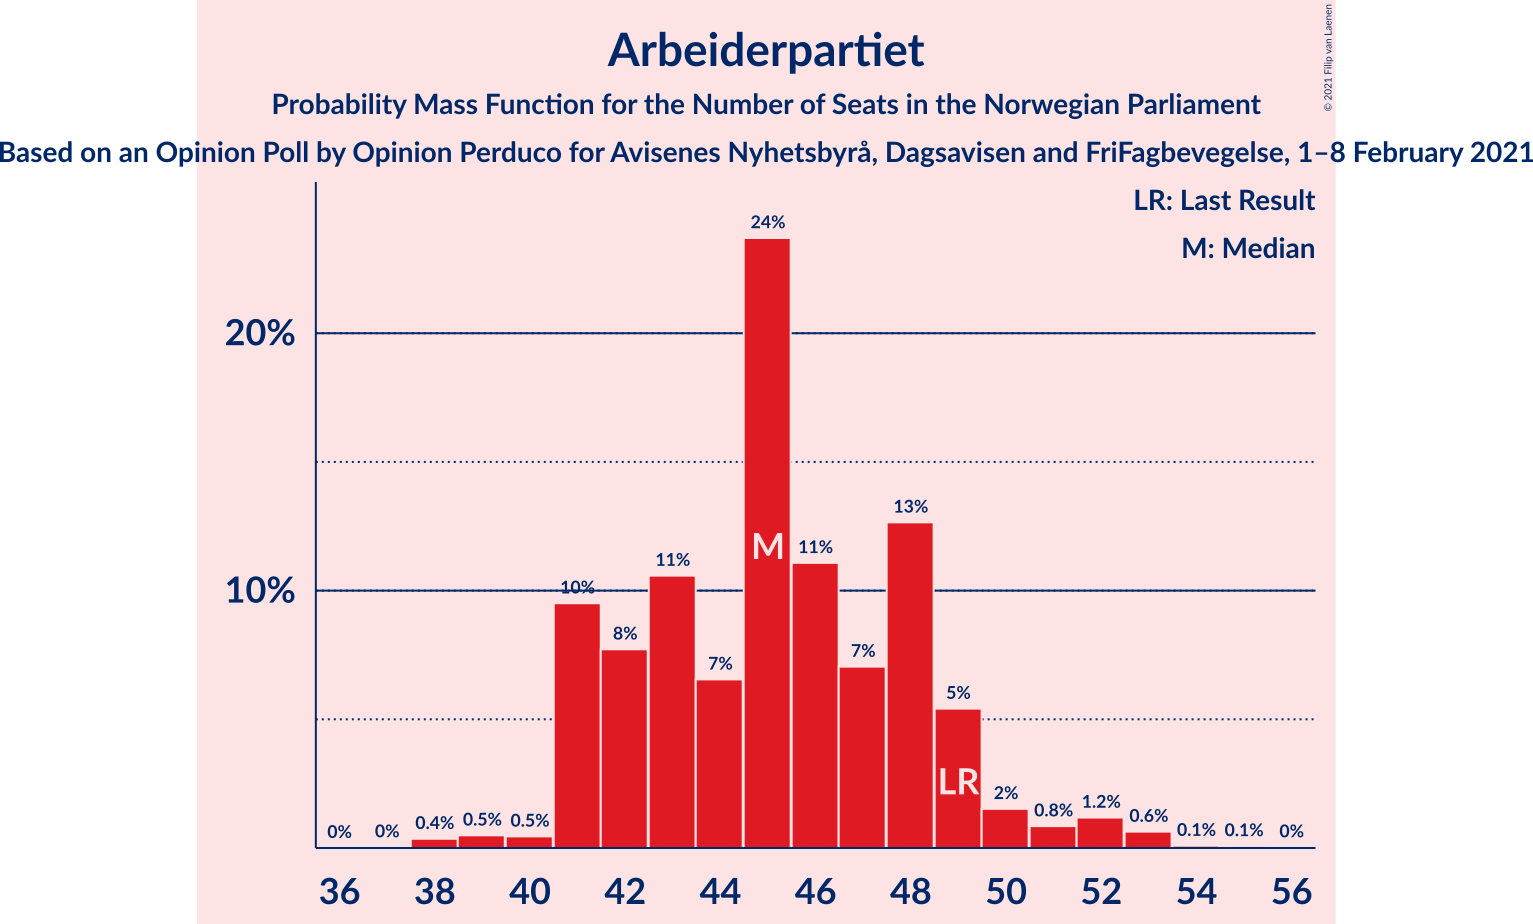 Arbeiderpartiet
Probability Mass Function for the Number of Seats in the Norwegian Parliament
Based on an Opinion Poll by Opinion Perduco for Avisenes Nyhetsbyrå, Dagsavisen and FriFagbevegelse, 1–8 February 2021
© 2021 Filip van Laenen
LR: Last Result
M: Median
20%
10%
0%
0%
0.4%
0.5%
0.5%
10%
8%
11%
7%
24%
M
11%
7%
13%
5%
LR
2%
0.8%
1.2%
0.6%
0.1%
0.1%
0%
36 38 40 42 44 46 48 50 52 54 56